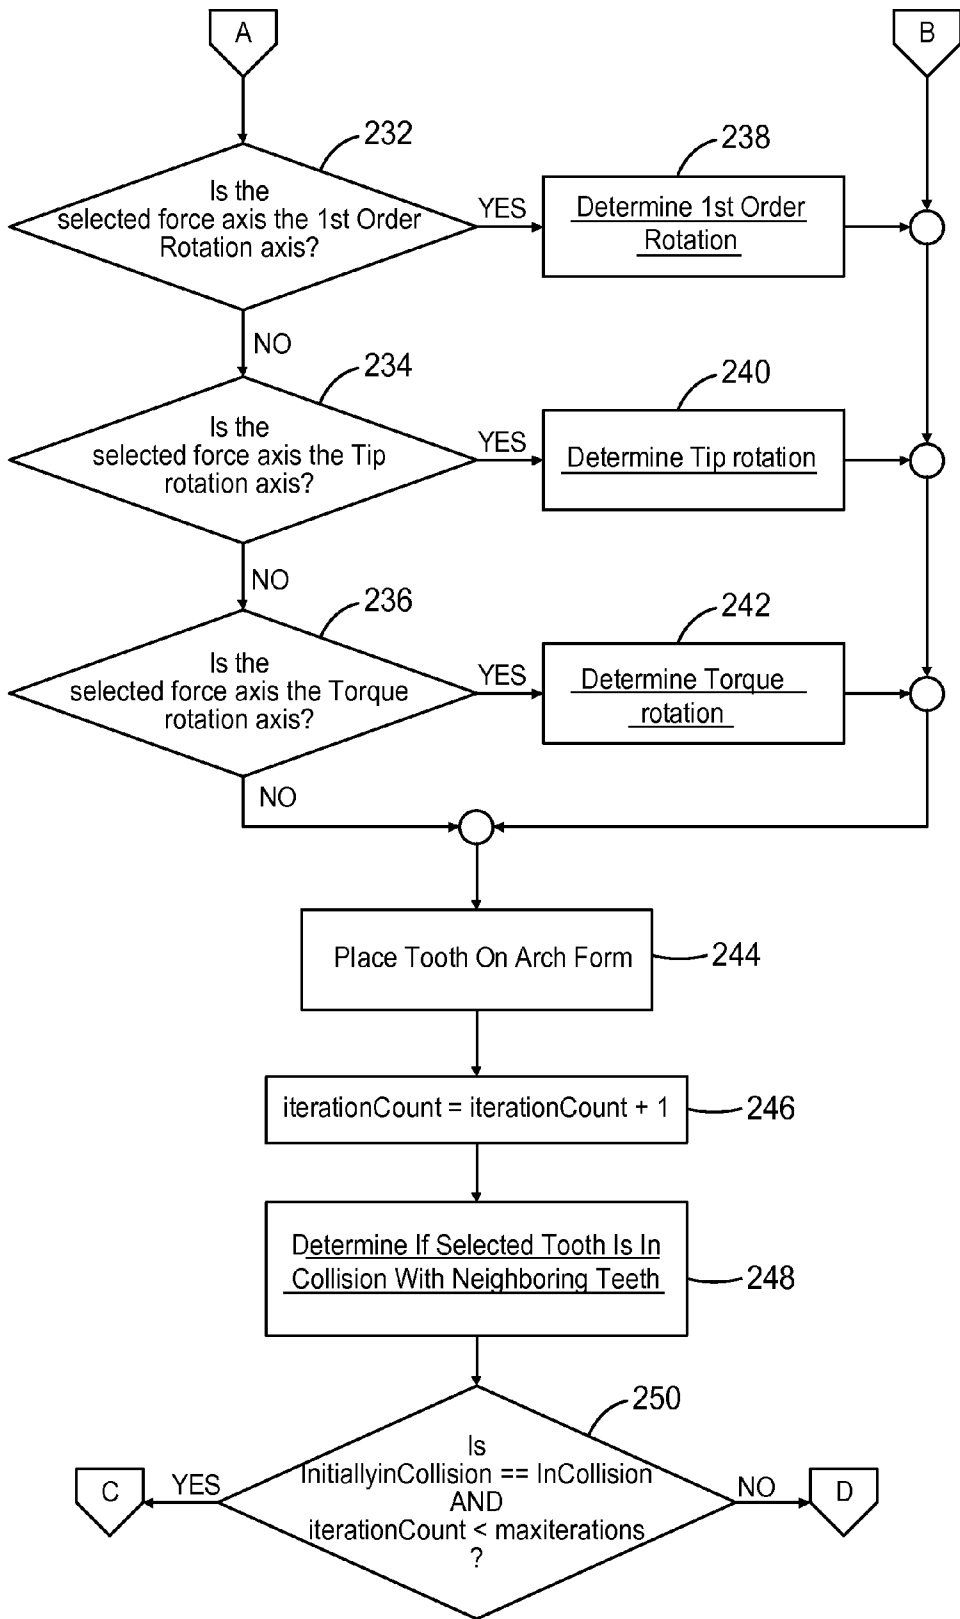 A
B
232
Is the
selected force axis the 1st Order
Rotation axis?
YES
238
Determine 1st Order
Rotation
NO
234
Is the
selected force axis the Tip
rotation axis?
YES
240
Determine Tip rotation
NO
236
Is the
selected force axis the Torque
rotation axis?
YES
242
Determine Torque
rotation
NO
Place Tooth On Arch Form
244
iterationCount = iterationCount + 1
246
Determine If Selected Tooth Is In
Collision With Neighboring Teeth
248
250
Is
InitiallyinCollision == InCollision
AND
iterationCount < maxiterations
?
YES
C
NO
D